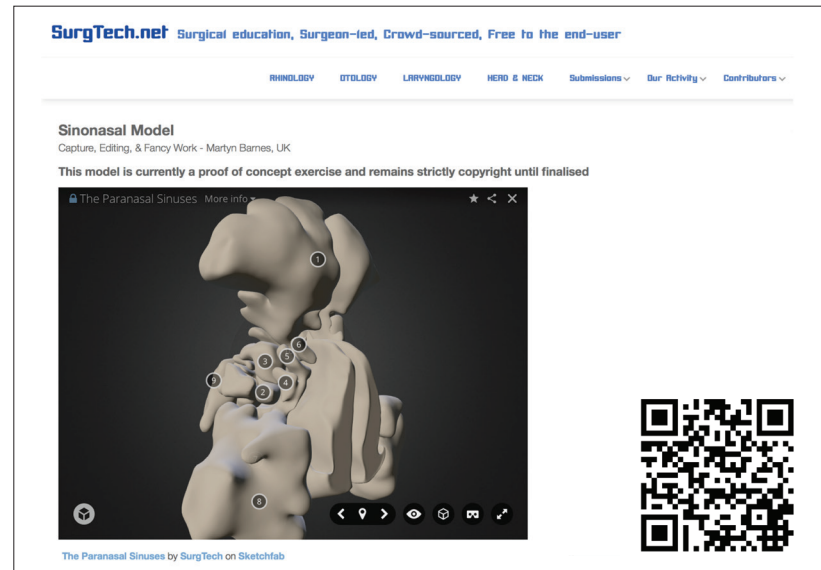 SurgTech.net Surgical education, Surgeon-led, Crowd-sourced, Free to the end-user
RHINOLOGY OTOLOGY LARYNGOLOGY HEAD & NECK Submissions Our Activity Contributors
Sinonasal Model
Capture, Editing, & Fancy Work - Martyn Barnes, UK
This model is currently a proof of concept exercise and remains strictly copyright until finalised
The Paranasal Sinuses More info
1
6
3 5
9 4
2
8
The Paranasal Sinuses by SurgTech on Sketchfab